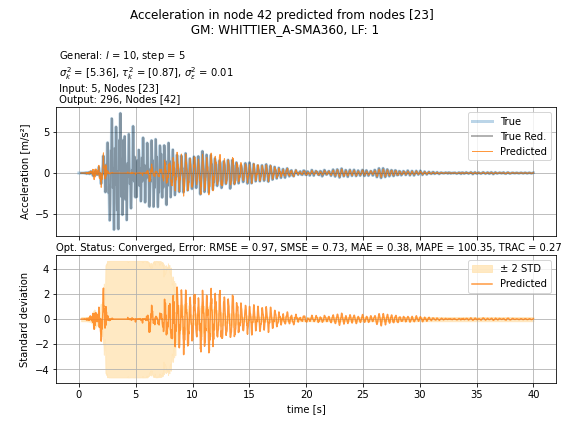 Acceleration in node 42 predicted from nodes [23]
GM: WHITTIER_A-SMA360, LF: 1
General: l = 10, step = 5
σ²ₖ = [5.36], τ²ₖ = [0.87], σ²ε = 0.01
Input: 5, Nodes [23]
Output: 296, Nodes [42]
Acceleration [m/s²]
5
0
−5
True
True Red.
Predicted
Opt. Status: Converged, Error: RMSE = 0.97, SMSE = 0.73, MAE = 0.38, MAPE = 100.35, TRAC = 0.27
Standard deviation
4
2
0
−2
−4
± 2 STD
Predicted
0 5 10 15 20 25 30 35 40
time [s]